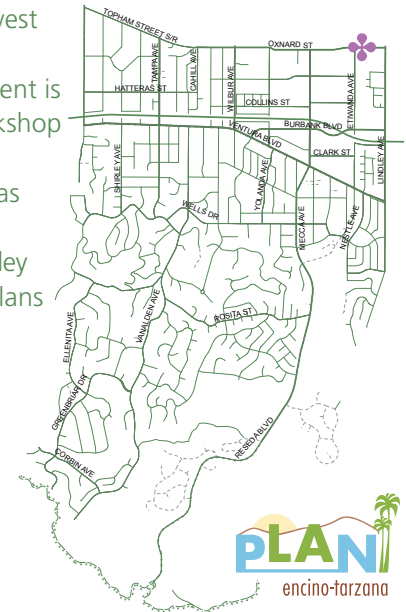 vest
ent is
kshop
as
ley
lans
TOPHAM STREET S/R
OXNARD ST
TAMPA AVE
CAHILL AVE
WILBUR AVE
ETIWANDA AVE
HATTERAS ST
COLLINS ST
BURBANK BLVD
VENTURA BLVD
CLARK ST
LINDLEY AVE
SHIRLEY AVE
YOLANDA AVE
WELLS DR
MECCA AVE
NESTLE AVE
VANALDEN AVE
ROSITA ST
ELLENITA AVE
GREENBRIAR DR
RESEDA BLVD
CORBIN AVE
PLAN
encino-tarzana